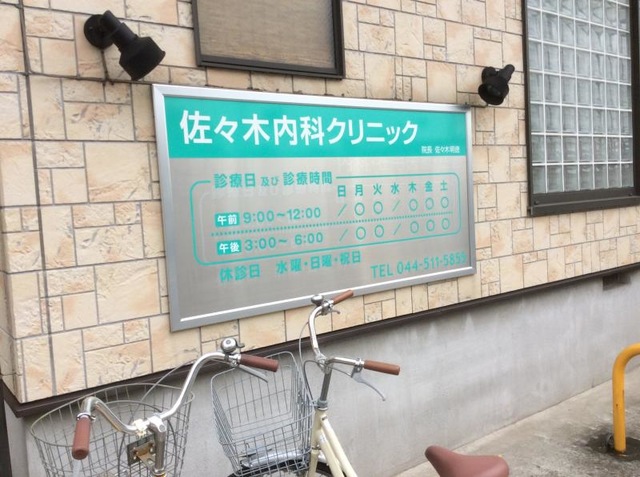 佐々木内科クリニック
院長 佐々木明徳
診療日及び診療時間
日 月 火 水 木 金 土
午前 9:00〜12:00 / ○ ○ / ○ ○ ○
午後 3:00〜 6:00 / ○ ○ / ○ ○ ○
休診日 水曜・日曜・祝日
TEL 044-511-5855